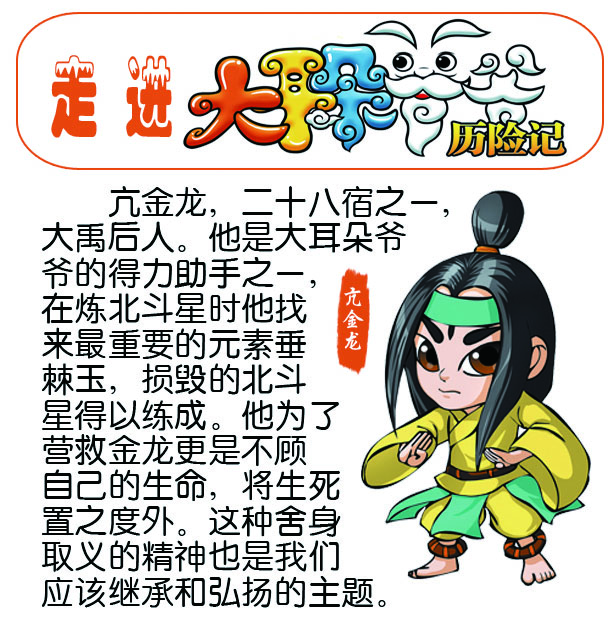 走进大耳朵爷爷历险记
亢金龙，二十八宿之一，
大禹后人。他是大耳朵爷
爷的得力助手之一，
在炼北斗星时他找
来最重要的元素垂
棘玉，损毁的北斗
星得以练成。他为了
营救金龙更是不顾
自己的生命，将生死
置之度外。这种舍身
取义的精神也是我们
应该继承和弘扬的主题。
亢金龙